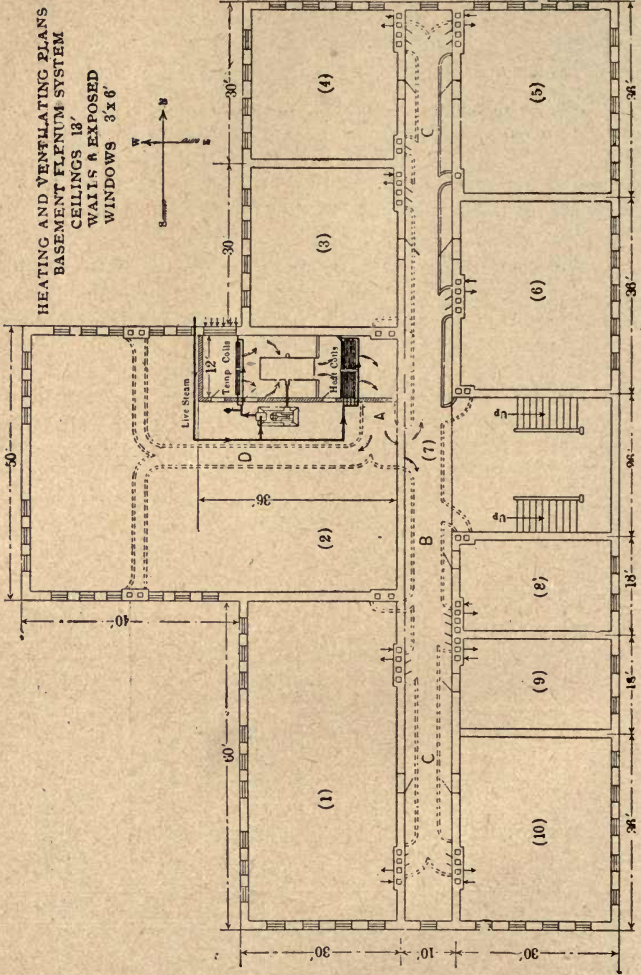 HEATING AND VENTILATING PLANS
BASEMENT PLENUM SYSTEM
CEILINGS 13'
WALLS EXPOSED
WINDOWS 3'x6'
W
S
N
50'
40'
60'
30
30'
(4)
(3)
12'
Temp Coils
Heat Coils
Live Steam
D
A
36'
(2)
(1)
C
B
(7)
C
(5)
(6)
Up
Up
(8)
(9)
(10)
30'
10'
30'
36'
18'
18'
26'
36'
36'